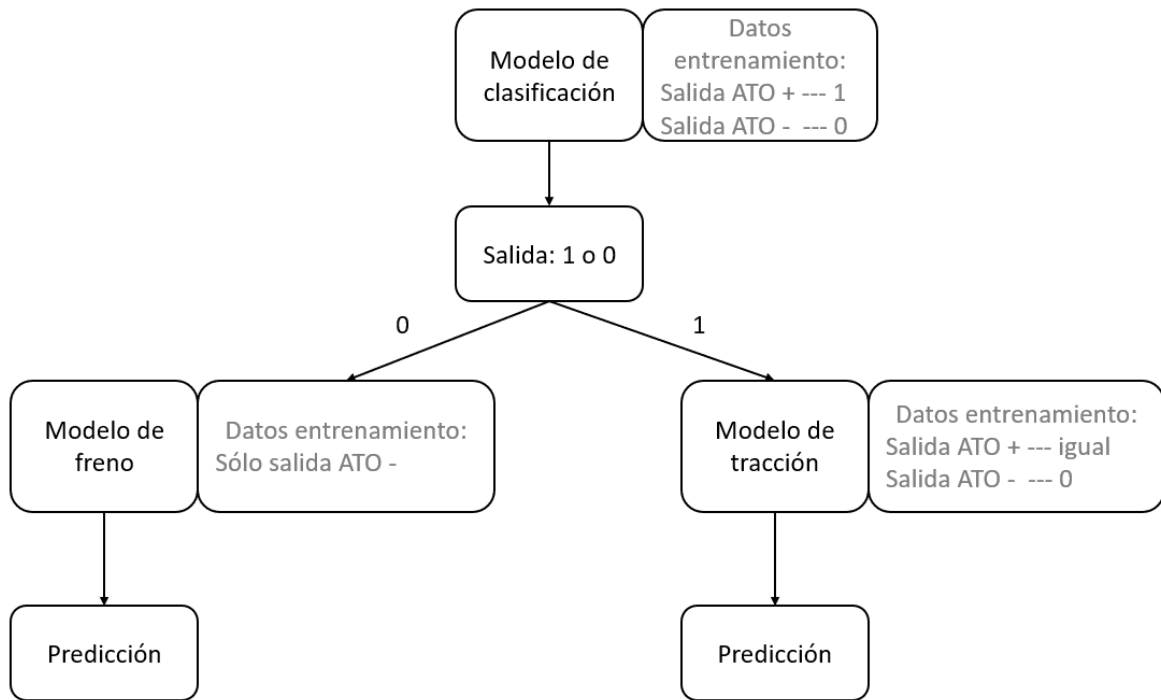 Modelo de
clasificación
Datos
entrenamiento:
Salida ATO + --- 1
Salida ATO - --- 0
Salida: 1 o 0
0
1
Modelo de
freno
Datos entrenamiento:
Sólo salida ATO -
Modelo de
tracción
Datos entrenamiento:
Salida ATO + --- igual
Salida ATO - --- 0
Predicción
Predicción